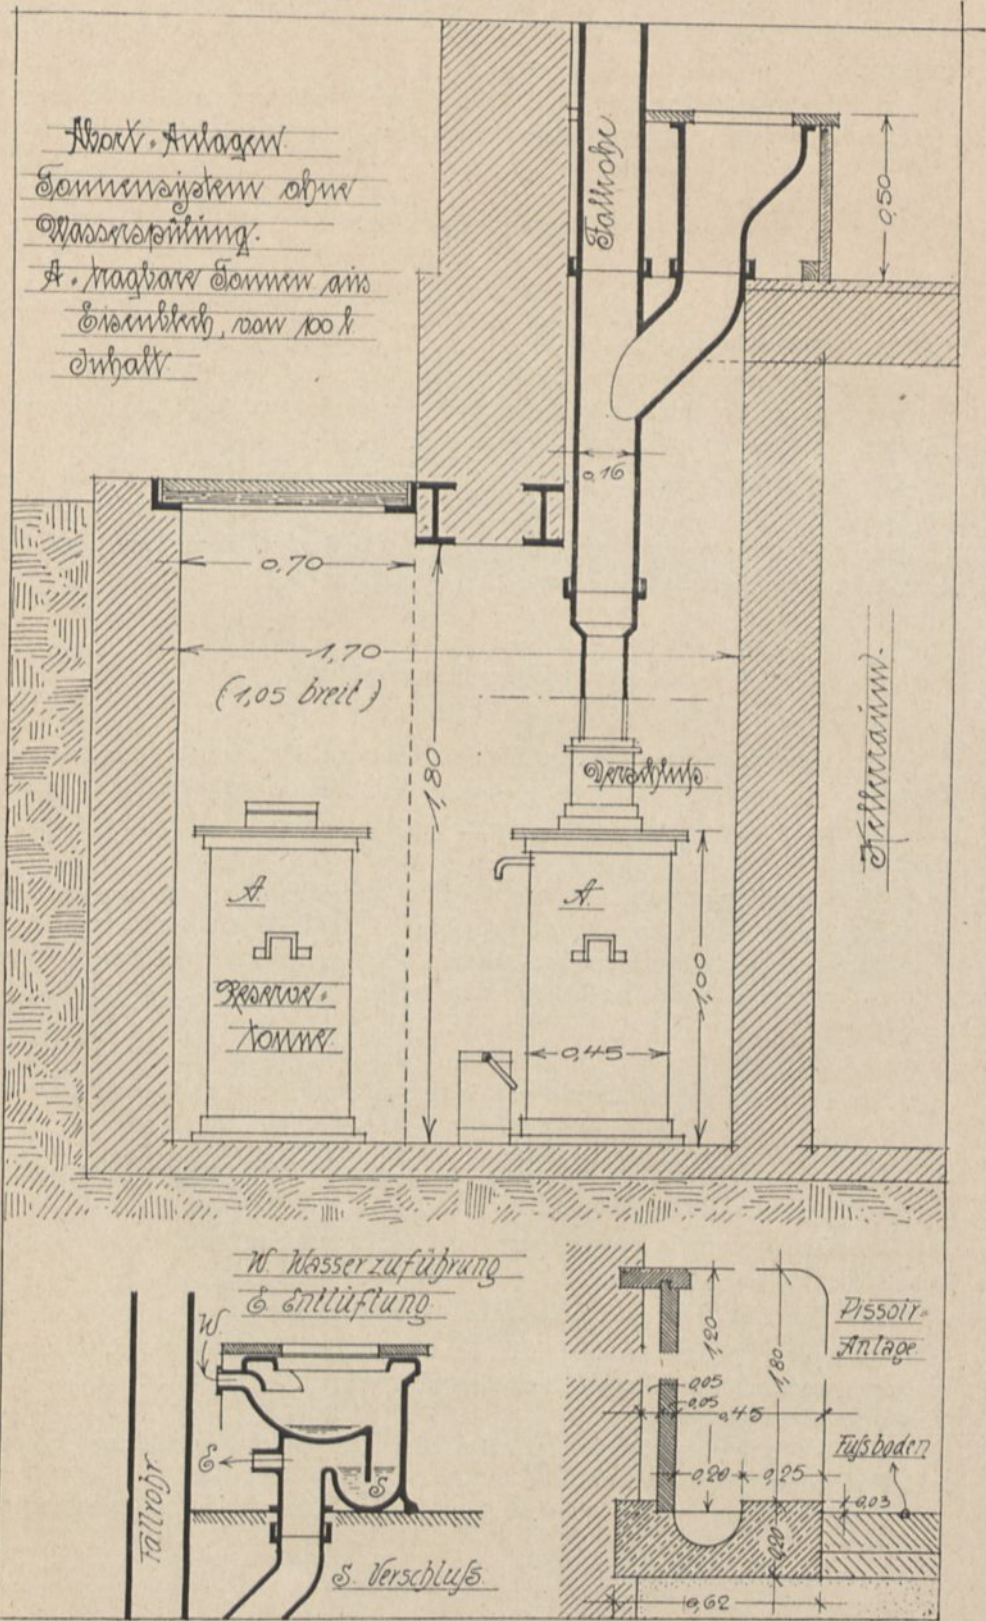 Abort-Anlagen
Tonnensystem ohne
Wasserspülung.
A. tragbare Tonnen aus
Eisenblech, von 100 l
Inhalt
Fallrohr
0,50
0,16
0,70
1,70
(1,05 breit)
1,80
Verschluß
Kellerraum.
A.
Reserve-
tonne
A.
1,00
0,45
W. Wasserzuführung
E. Entlüftung.
W.
E
S
Fallrohr
S. Verschluß.
Pissoir-
Anlage.
1,20
1,80
0,05
0,05
0,45
Fußboden
0,20
0,25
0,03
0,20
0,62